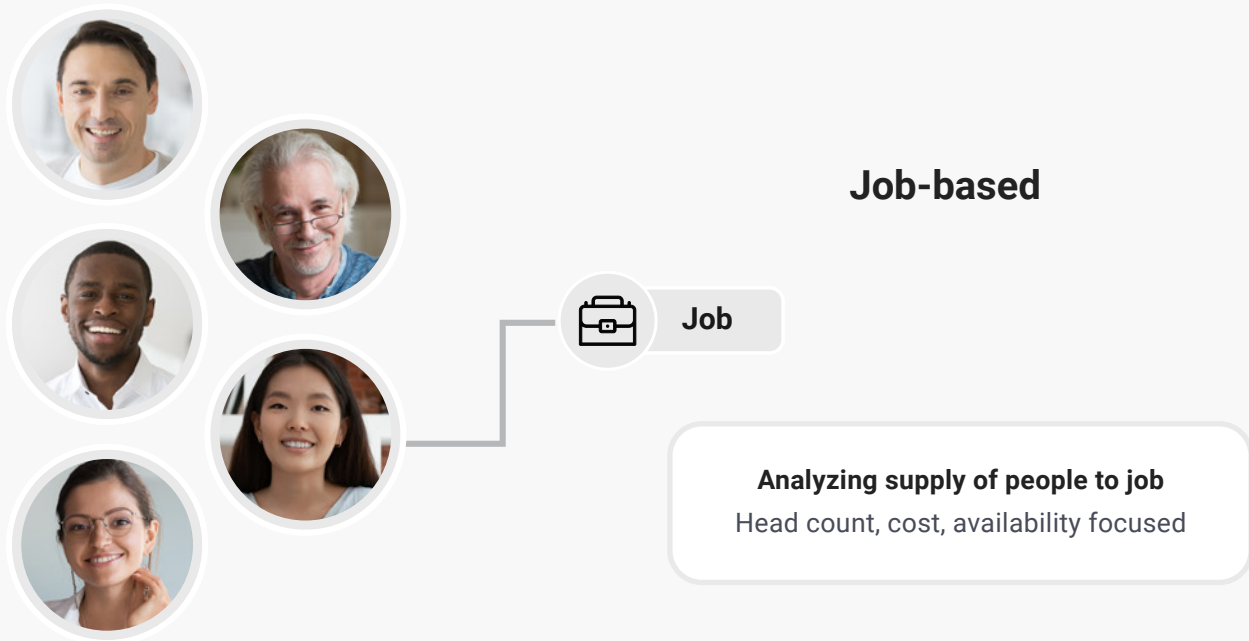 Job-based
Job
Analyzing supply of people to job
Head count, cost, availability focused